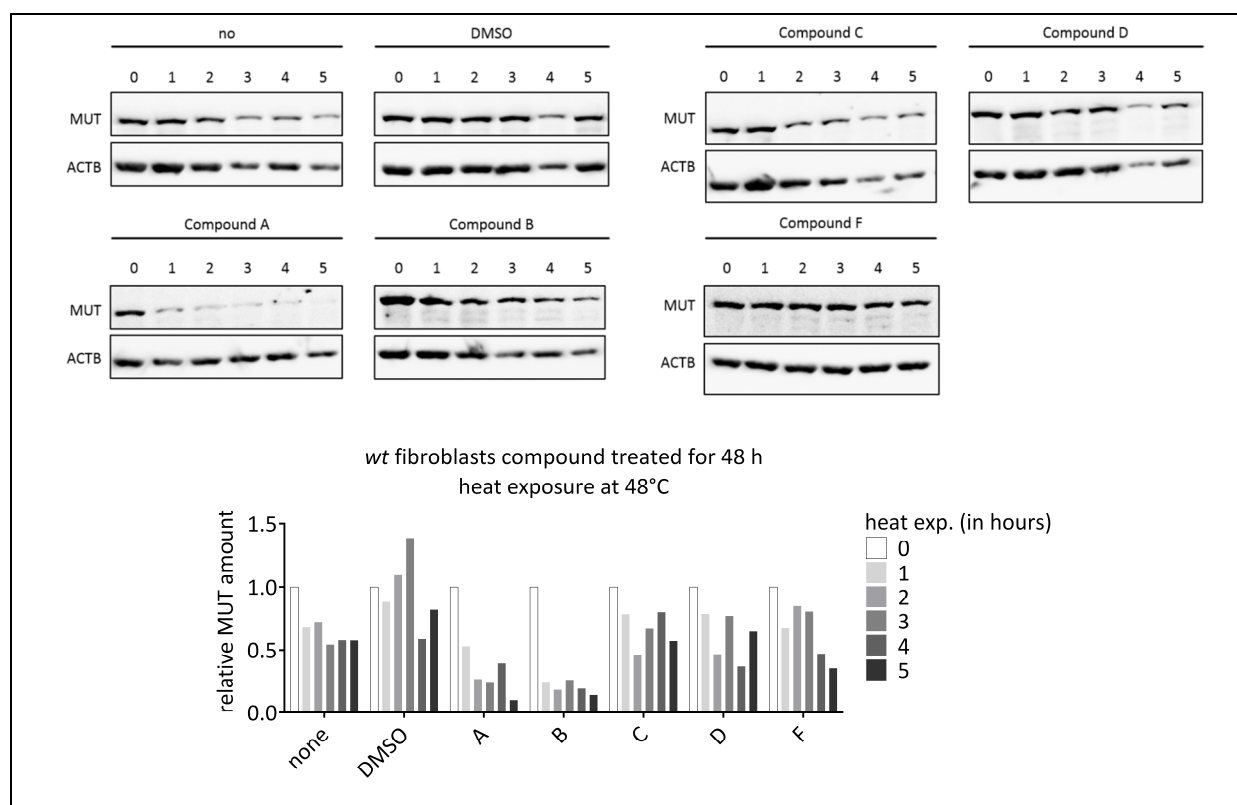 no DMSO Compound C Compound D
0 1 2 3 4 5 0 1 2 3 4 5 0 1 2 3 4 5 0 1 2 3 4 5
MUT MUT
ACTB ACTB
Compound A Compound B Compound F
0 1 2 3 4 5 0 1 2 3 4 5 0 1 2 3 4 5
MUT MUT
ACTB ACTB
wt fibroblasts compound treated for 48 h
heat exposure at 48°C
relative MUT amount
1.5
1.0
0.5
0.0
none DMSO A B C D F
heat exp. (in hours)
0
1
2
3
4
5